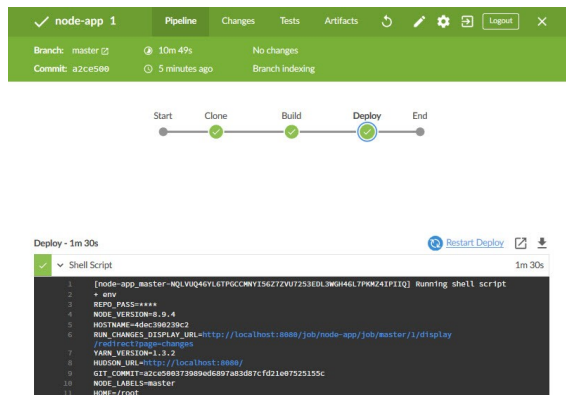 node-app 1 Pipeline Changes Tests Artifacts Logout
Branch: master 10m 49s No changes
Commit: a2ce500 5 minutes ago Branch indexing
Start Clone Build Deploy End
Deploy - 1m 30s Restart Deploy
Shell Script 1m 30s
1 [node-app_master-NQLVUQ46YL6TPGCCMNYI56Z7ZVU7253EDL3WGH46L7PKMZ4IPIIQ] Running shell script
2 + env
3 REPO_PASS=****
4 NODE_VERSION=8.9.4
5 HOSTNAME=4dec390239c2
6 RUN_CHANGES_DISPLAY_URL=http://localhost:8080/job/node-app/job/master/1/display
/redirect?page=changes
7 YARN_VERSION=1.3.2
8 HUDSON_URL=http://localhost:8080/
9 GIT_COMMIT=a2ce500373989ed6897a83d87cfd21e07525155c
10 NODE_LABELS=master
11 HOME=/root